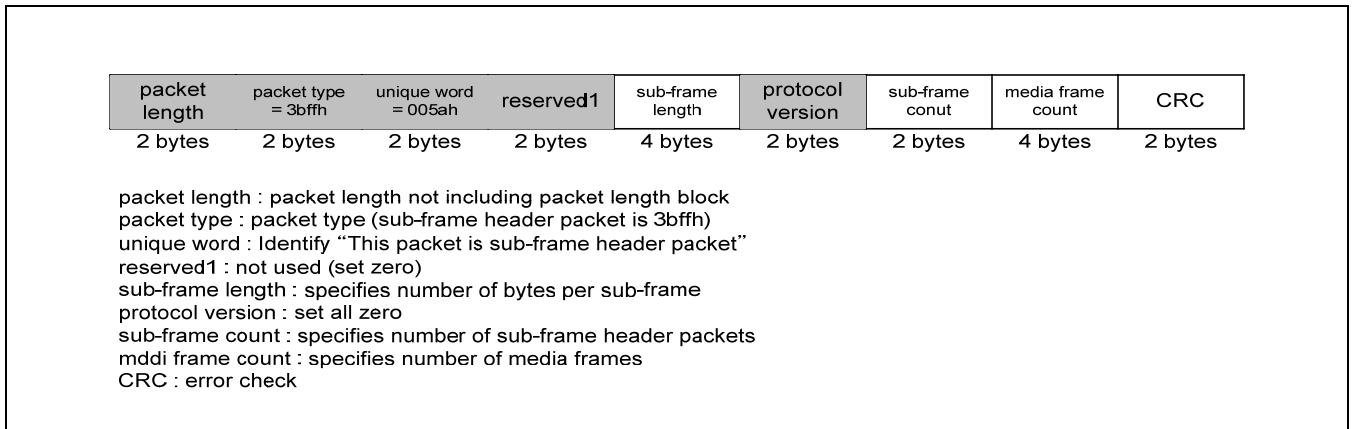 packet length
packet type = 3bffh
unique word = 005ah
reserved1
sub-frame length
protocol version
sub-frame conut
media frame count
CRC
2 bytes 2 bytes 2 bytes 2 bytes 4 bytes 2 bytes 2 bytes 4 bytes 2 bytes
packet length : packet length not including packet length block
packet type : packet type (sub-frame header packet is 3bffh)
unique word : Identify “This packet is sub-frame header packet”
reserved1 : not used (set zero)
sub-frame length : specifies number of bytes per sub-frame
protocol version : set all zero
sub-frame count : specifies number of sub-frame header packets
mddi frame count : specifies number of media frames
CRC : error check